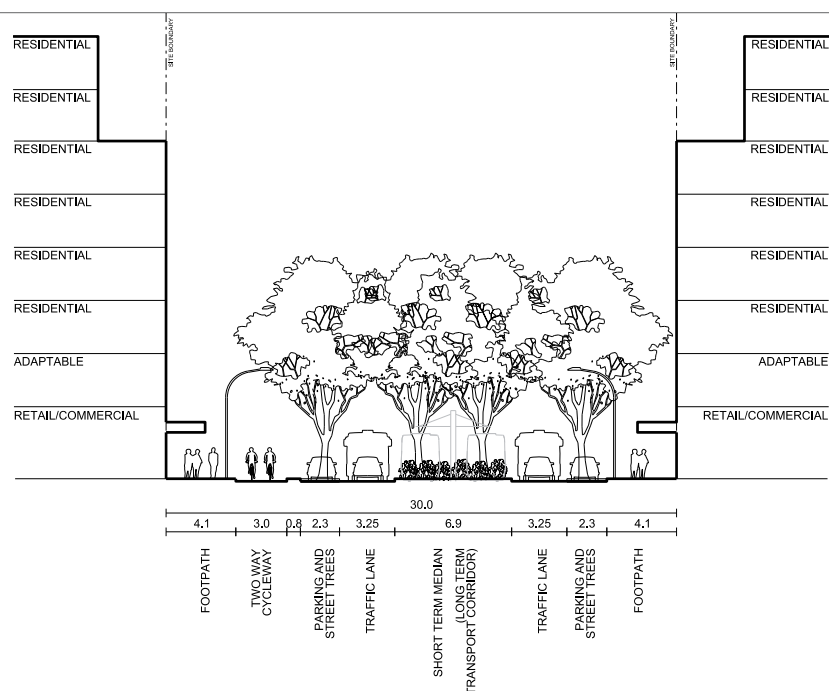 SITE BOUNDARY
SITE BOUNDARY
RESIDENTIAL
RESIDENTIAL
RESIDENTIAL
RESIDENTIAL
RESIDENTIAL
RESIDENTIAL
RESIDENTIAL
RESIDENTIAL
RESIDENTIAL
RESIDENTIAL
RESIDENTIAL
RESIDENTIAL
ADAPTABLE
ADAPTABLE
RETAIL/COMMERCIAL
RETAIL/COMMERCIAL
30.0
4.1 3.0 0.8 2.3 3.25 6.9 3.25 2.3 4.1
FOOTPATH
TWO WAY
CYCLEWAY
PARKING AND
STREET TREES
TRAFFIC LANE
SHORT TERM MEDIAN
(LONG TERM
TRANSPORT CORRIDOR)
TRAFFIC LANE
PARKING AND
STREET TREES
FOOTPATH